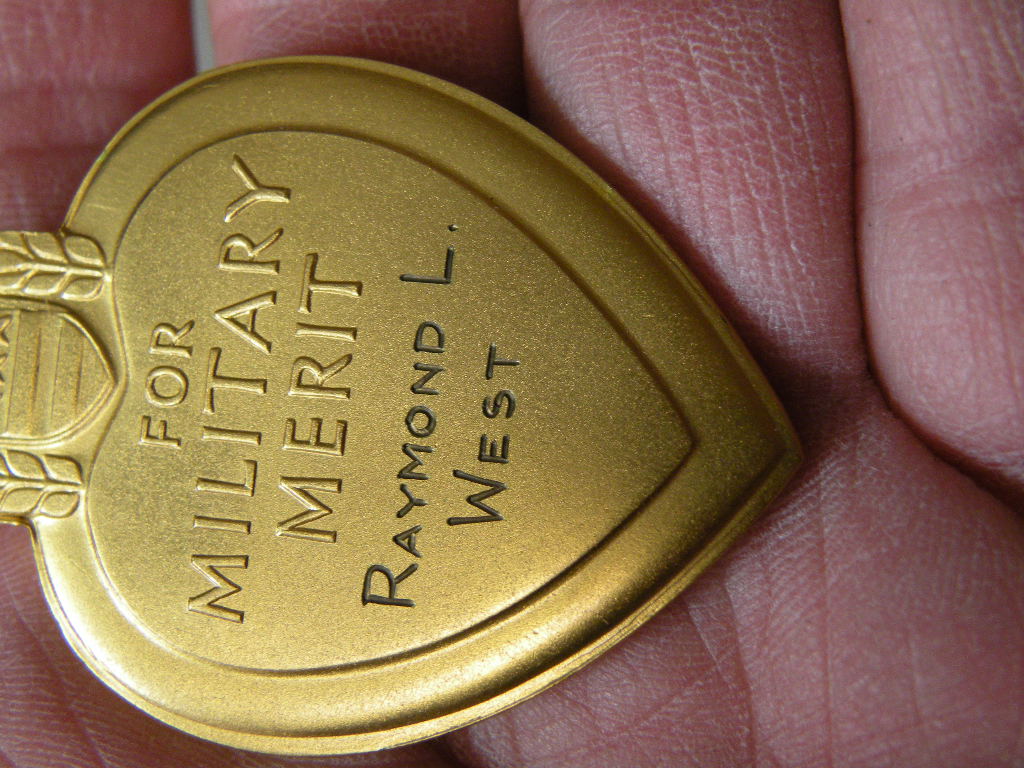 FOR
MILITARY
MERIT
RAYMOND L.
WEST